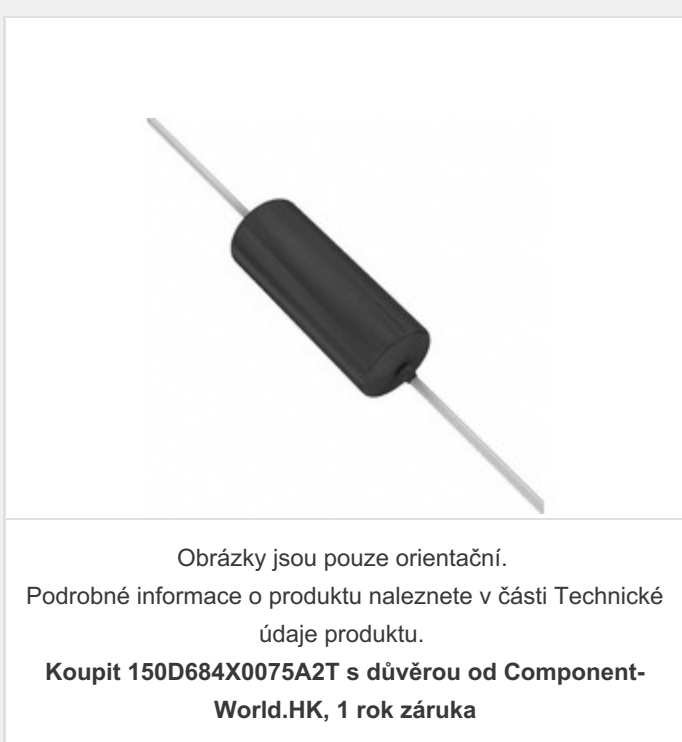 Obrázky jsou pouze orientační.
Podrobné informace o produktu naleznete v části Technické
údaje produktu.
Koupit 150D684X0075A2T s důvěrou od Component-
World.HK, 1 rok záruka